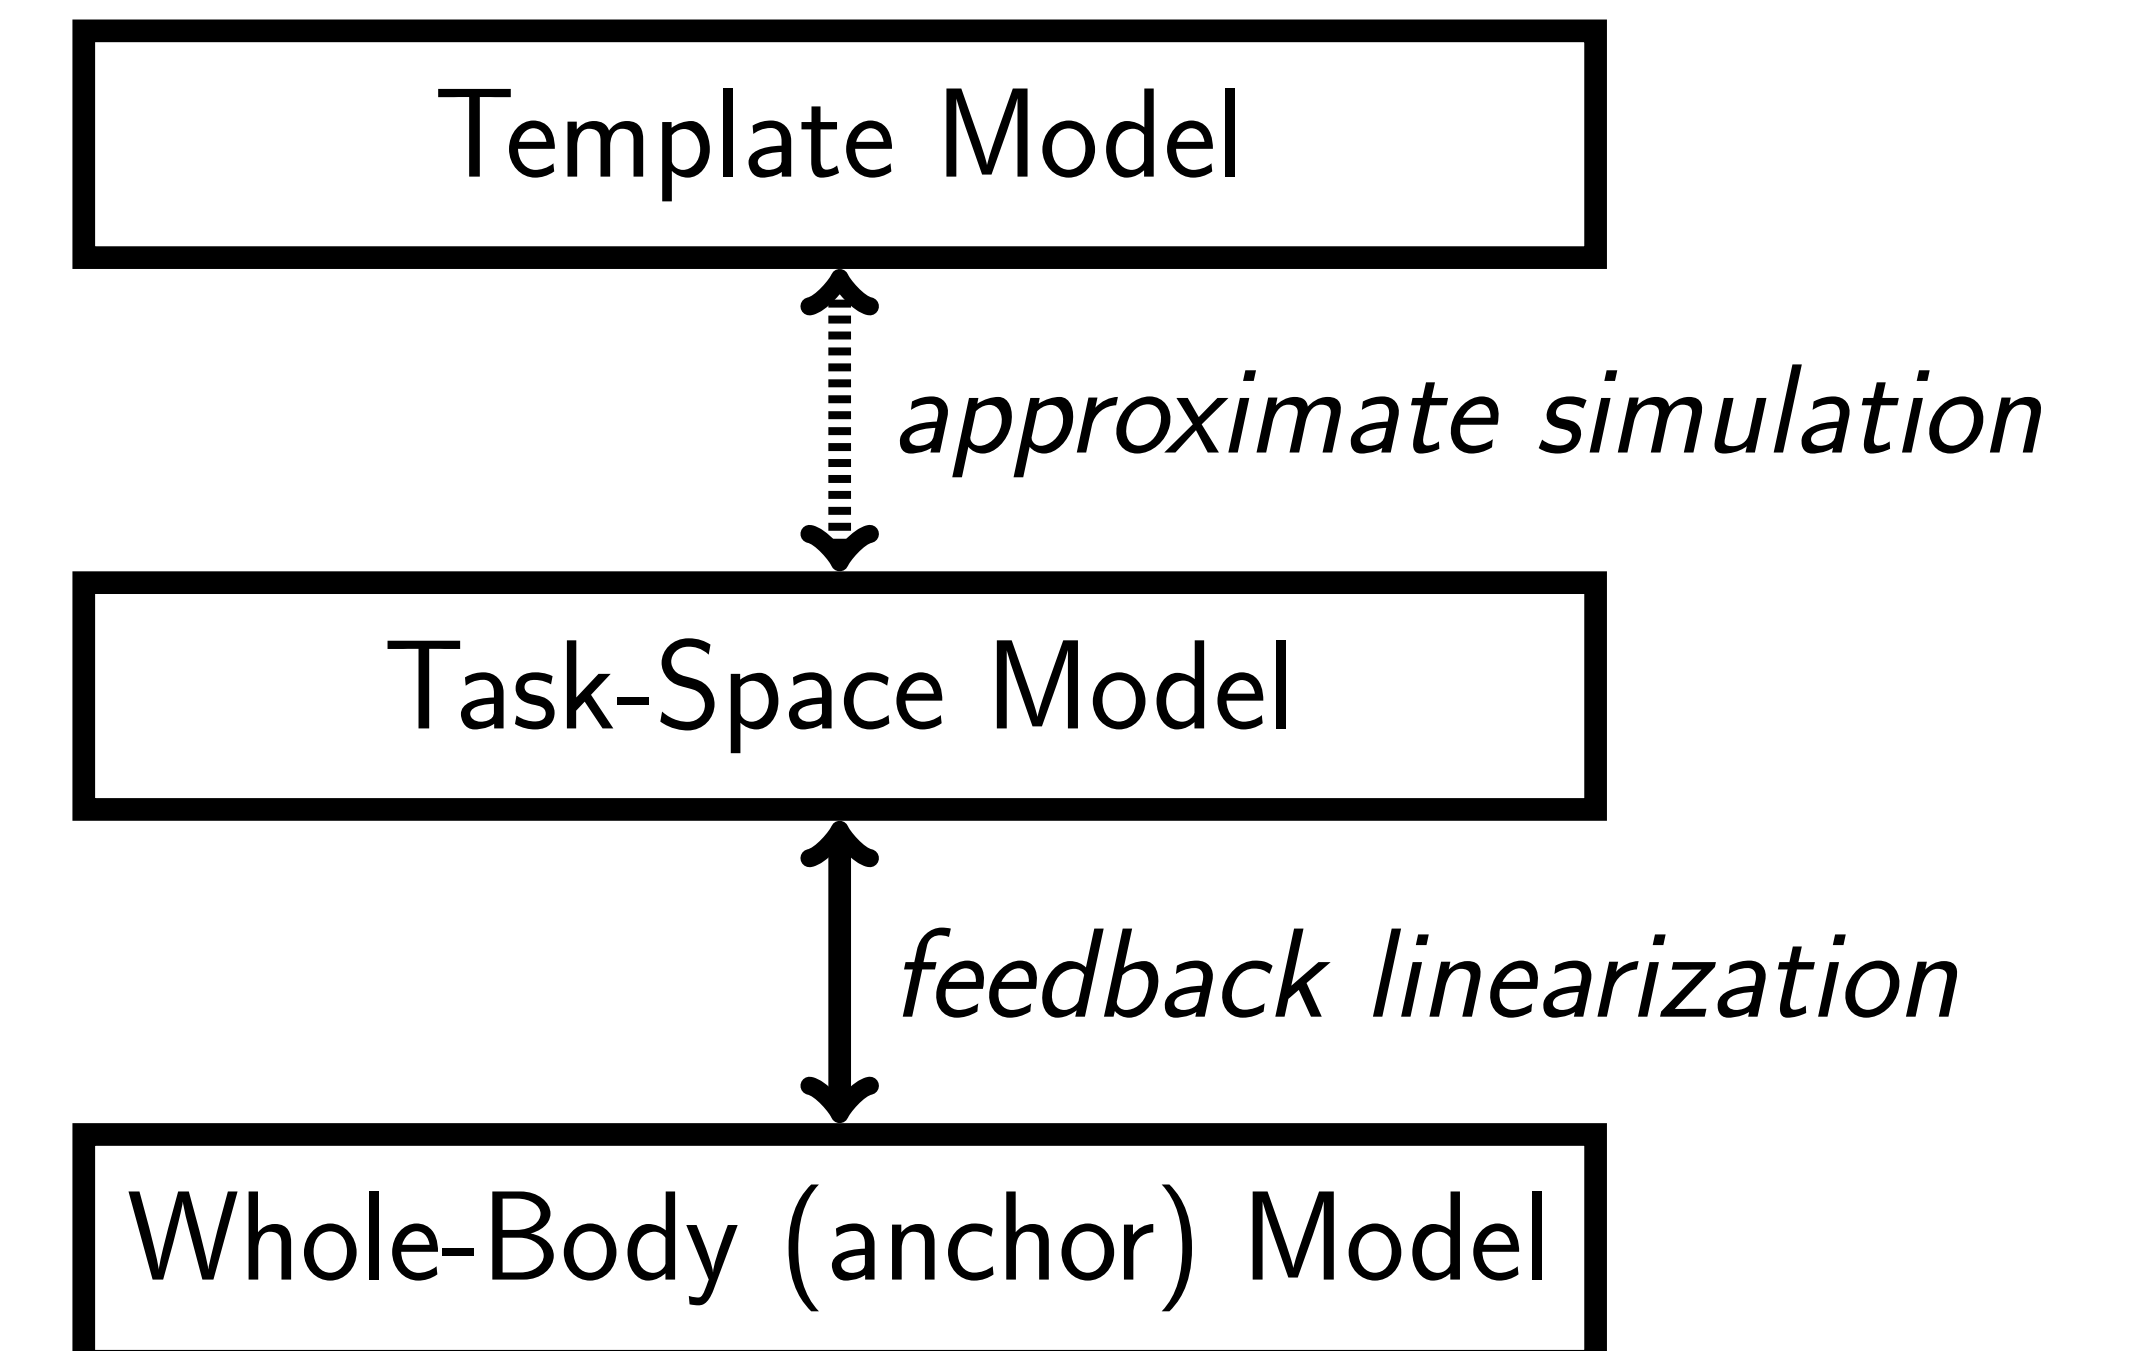 Template Model
approximate simulation
Task-Space Model
feedback linearization
Whole-Body (anchor) Model